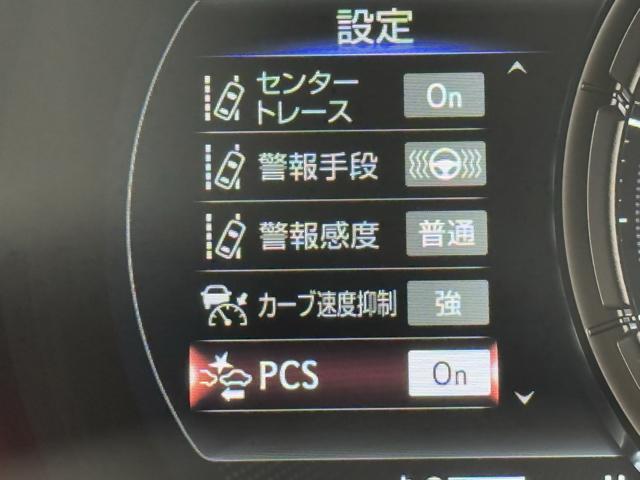 設定
センター
トレース
On
警報手段
警報感度
普通
カーブ速度抑制
強
PCS
On